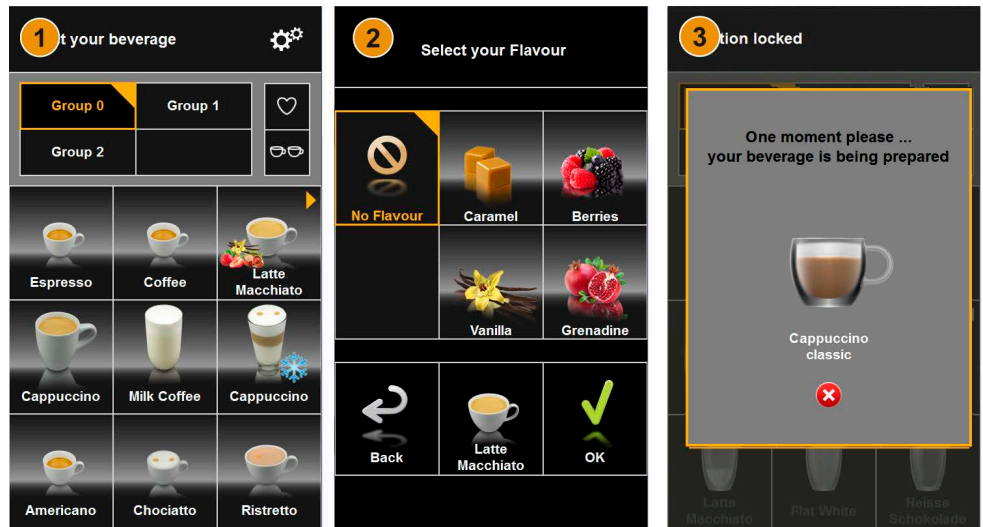 1
t your beverage
Group 0
Group 1
Group 2
Espresso
Coffee
Latte
Macchiato
Cappuccino
Milk Coffee
Cappuccino
Americano
Chociatto
Ristretto
2
Select your Flavour
No Flavour
Caramel
Berries
Vanilla
Grenadine
Back
Latte
Macchiato
OK
3
tion locked
One moment please ...
your beverage is being prepared
Cappuccino
classic
Latte
Macchiato
Flat White
Heisse
Schokolade